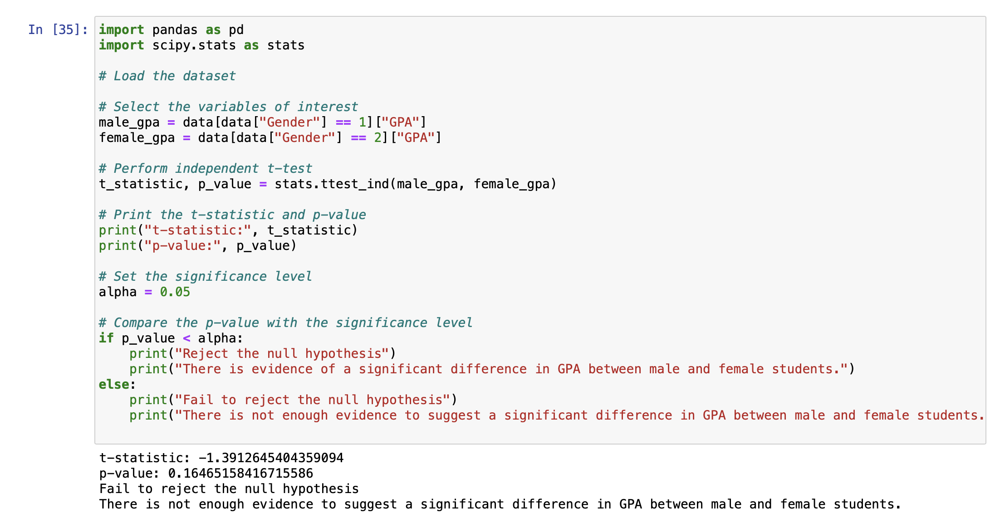 In [35]:
import pandas as pd
import scipy.stats as stats
# Load the dataset
# Select the variables of interest
male_gpa = data[data["Gender"] == 1]["GPA"]
female_gpa = data[data["Gender"] == 2]["GPA"]
# Perform independent t-test
t_statistic, p_value = stats.ttest_ind(male_gpa, female_gpa)
# Print the t-statistic and p-value
print("t-statistic:", t_statistic)
print("p-value:", p_value)
# Set the significance level
alpha = 0.05
# Compare the p-value with the significance level
if p_value < alpha:
    print("Reject the null hypothesis")
    print("There is evidence of a significant difference in GPA between male and female students.")
else:
    print("Fail to reject the null hypothesis")
    print("There is not enough evidence to suggest a significant difference in GPA between male and female students.
t-statistic: -1.3912645404359094
p-value: 0.16465158416715586
Fail to reject the null hypothesis
There is not enough evidence to suggest a significant difference in GPA between male and female students.